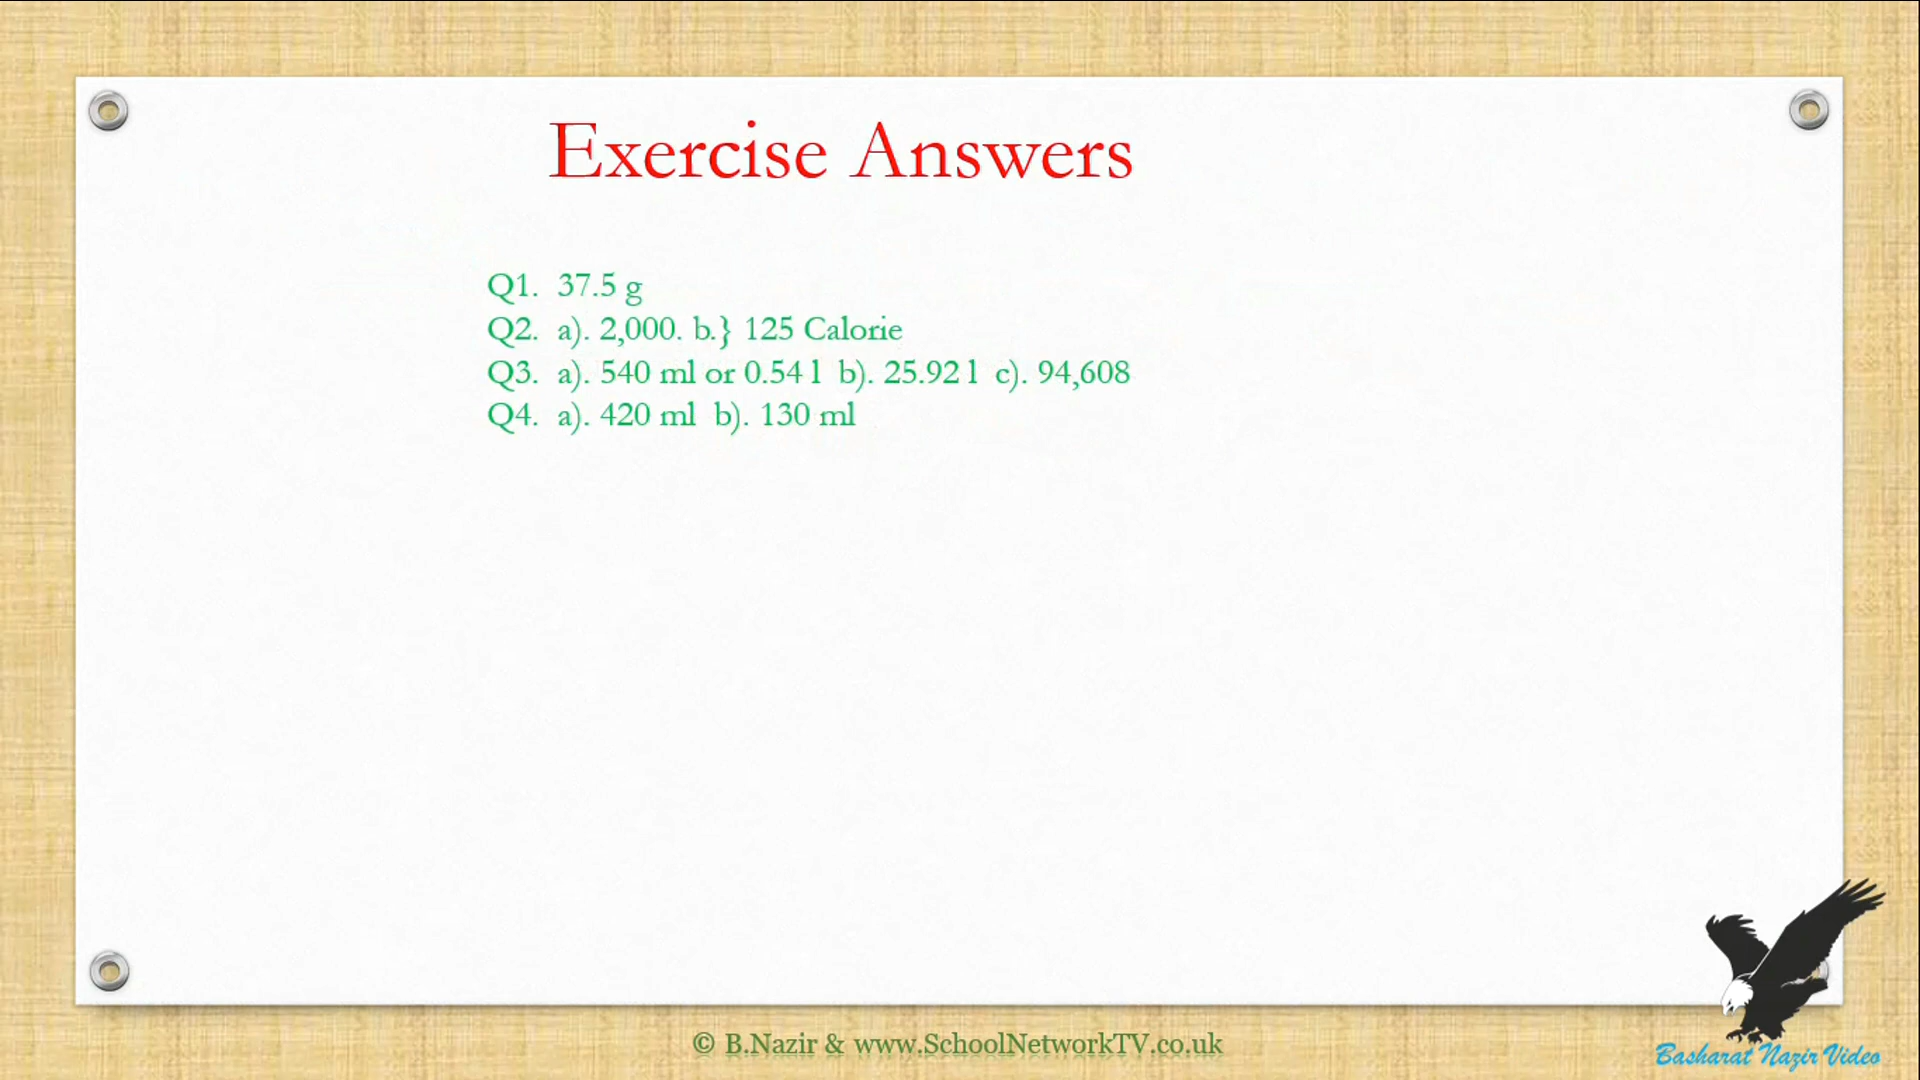 Exercise Answers
Q1. 37.5 g
Q2. a). 2,000. b.} 125 Calorie
Q3. a). 540 ml or 0.54 l b). 25.92 l c). 94,608
Q4. a). 420 ml b). 130 ml
© B.Nazir & www.SchoolNetworkTV.co.uk
Basharat Nazir Video